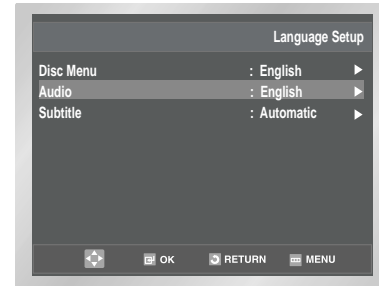 Language Setup
Disc Menu : English ▶
Audio : English ▶
Subtitle : Automatic ▶
OK RETURN MENU